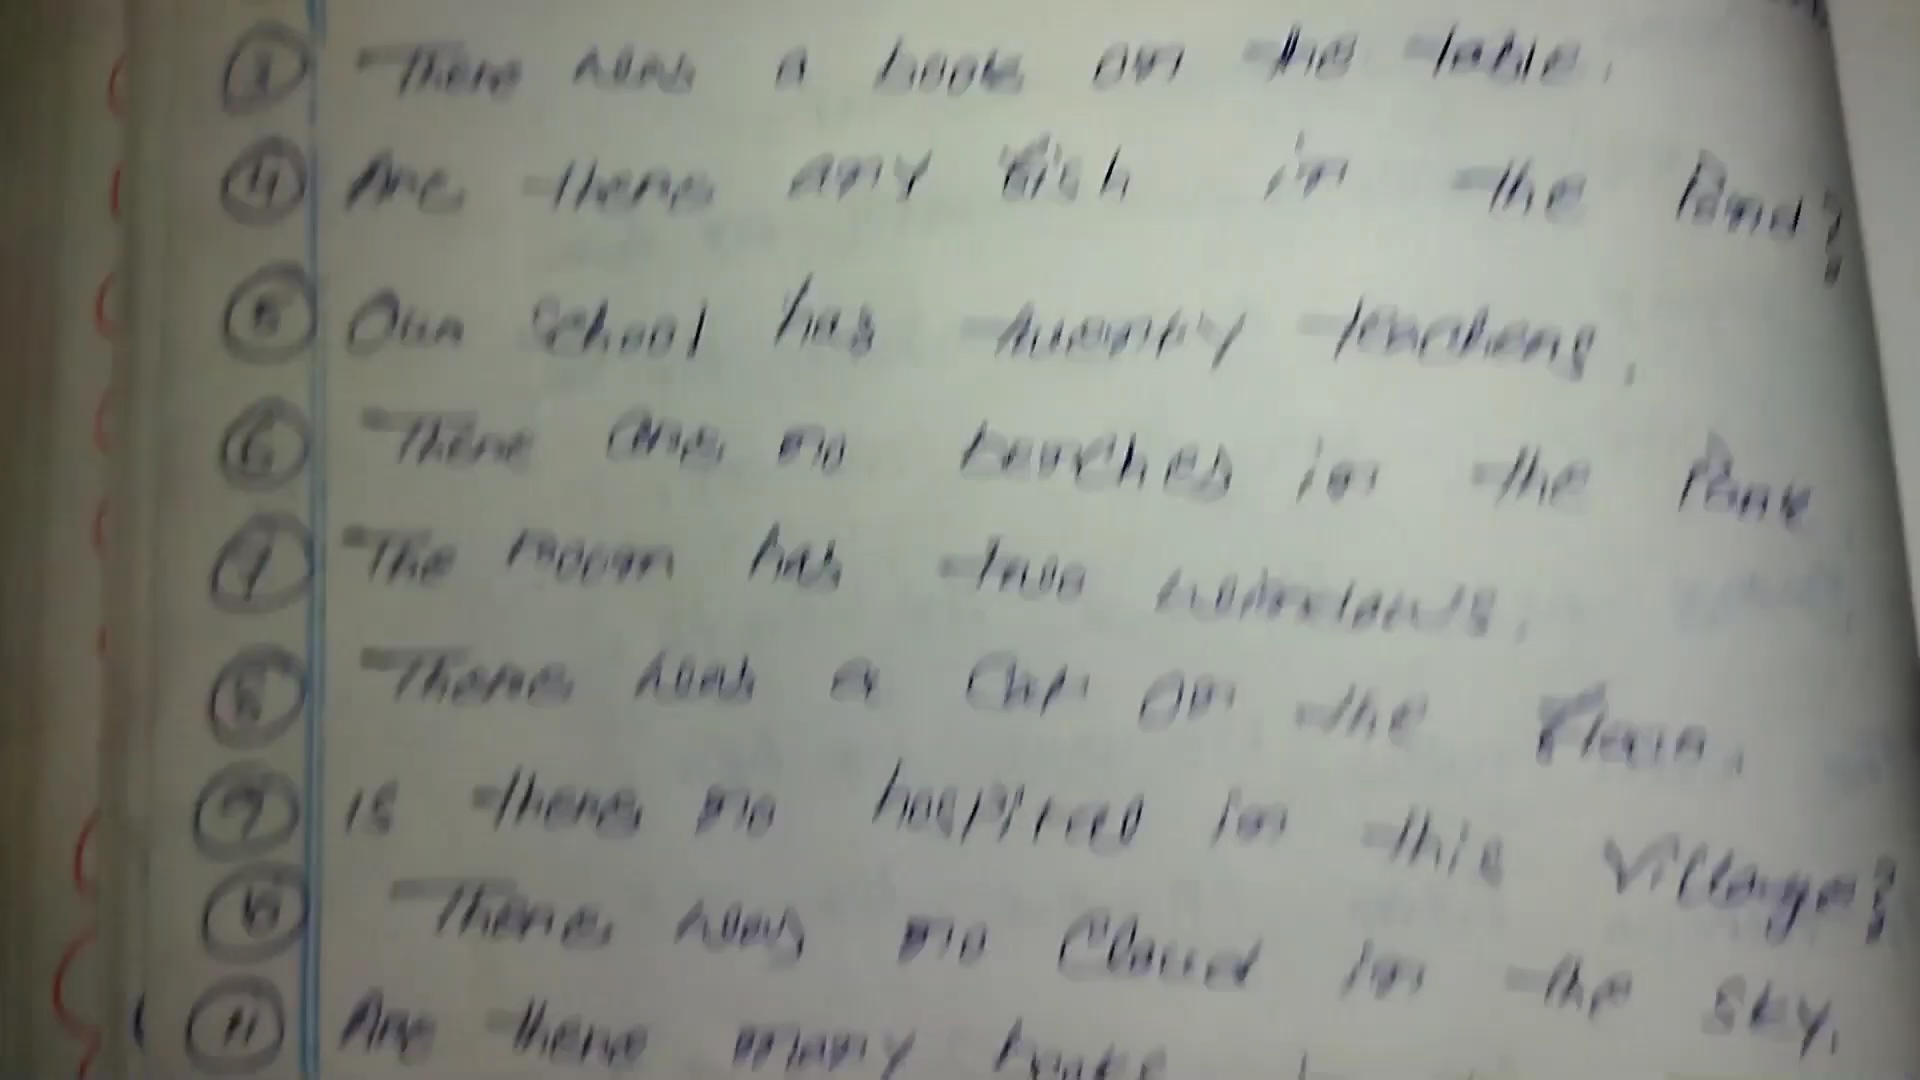 ③ There was a book on the table.
④ Are there any fish in the Pond?
⑤ Our School has twenty teachers.
⑥ There are no benches in the Park
⑦ The room has two windows.
⑧ There was a Cap on the Floor.
⑨ is there no hospital in this Village?
⑩ There was no Cloud in the sky.
⑪ Are there many